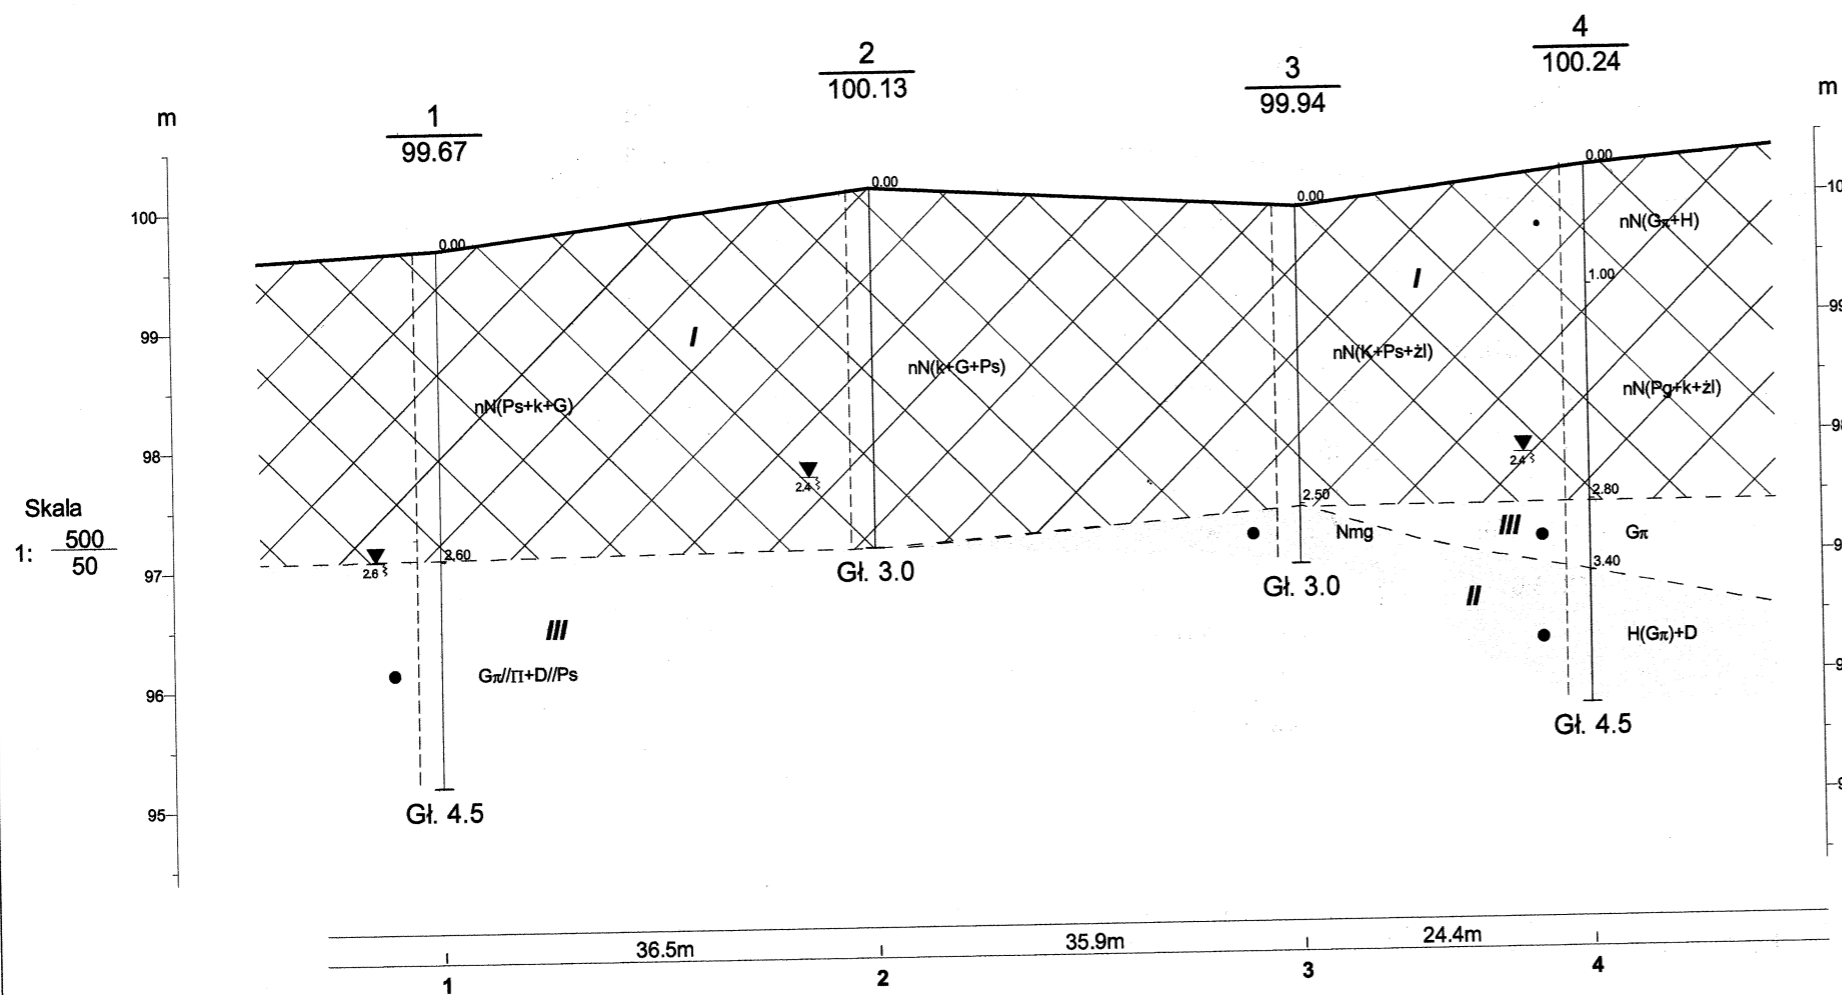 4
100.24
2
100.13
3
99.94
1
99.67
m
m
0.00
0.00
0.00
0.00
100
99
98
97
96
95
nN(Gπ+H)
1.00
I
I
nN(Ps+k+G)
nN(k+G+Ps)
nN(K+Ps+żl)
nN(Pg+k+żl)
2.4
2.4
2.6
2.60
2.50
2.80
3.40
Skala
1: 500
50
Nmg
III
Gπ
Gł. 3.0
Gł. 3.0
II
H(Gπ)+D
III
Gπ//Π+D//Ps
Gł. 4.5
Gł. 4.5
36.5m
35.9m
24.4m
1
2
3
4